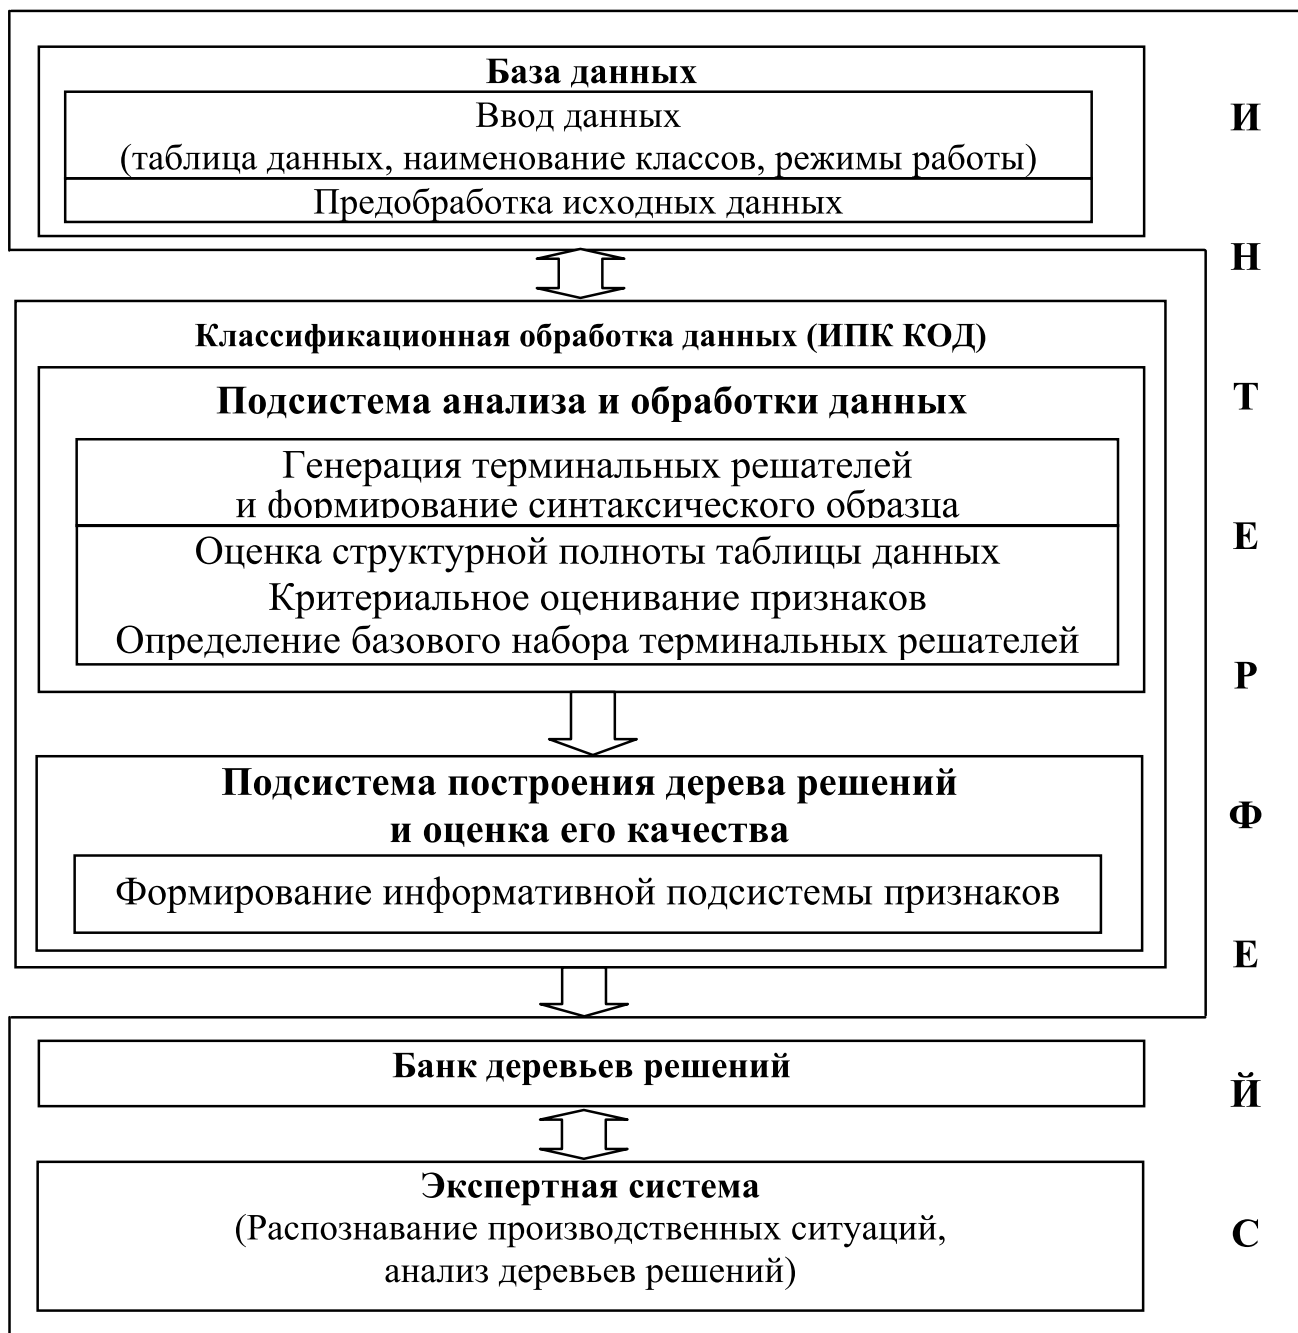 База данных
Ввод данных
(таблица данных, наименование классов, режимы работы)
Предобработка исходных данных
Классификационная обработка данных (ИПК КОД)
Подсистема анализа и обработки данных
Генерация терминальных решателей
и формирование синтаксического образца
Оценка структурной полноты таблицы данных
Критериальное оценивание признаков
Определение базового набора терминальных решателей
Подсистема построения дерева решений
и оценка его качества
Формирование информативной подсистемы признаков
Банк деревьев решений
Экспертная система
(Распознавание производственных ситуаций,
анализ деревьев решений)
И
Н
Т
Е
Р
Ф
Е
Й
С